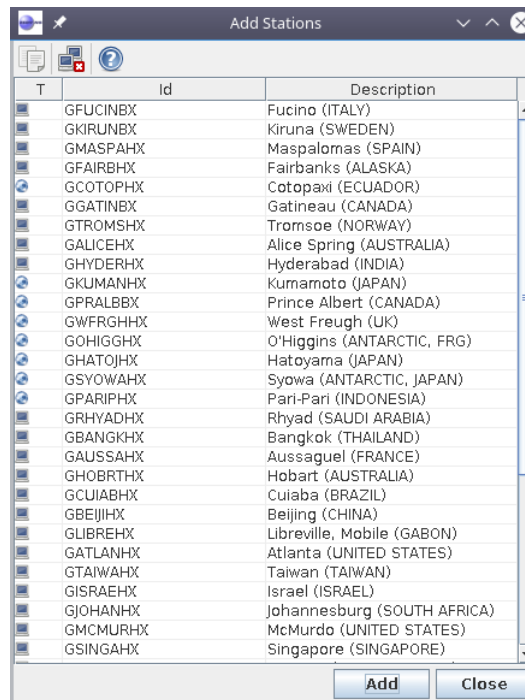 Add Stations
T Id Description
GFUCINBX Fucino (ITALY)
GKIRUNBX Kiruna (SWEDEN)
GMASPAHX Maspalomas (SPAIN)
GFAIRBHX Fairbanks (ALASKA)
GCOTOPHX Cotopaxi (ECUADOR)
GGATINBX Gatineau (CANADA)
GTROMSHX Tromsoe (NORWAY)
GALICEHX Alice Spring (AUSTRALIA)
GHYDERHX Hyderabad (INDIA)
GKUMANHX Kumamoto (JAPAN)
GPRALBBX Prince Albert (CANADA)
GWFRGHHX West Freugh (UK)
GOHIGGHX O'Higgins (ANTARCTIC, FRG)
GHATOJHX Hatoyama (JAPAN)
GSYOWAHX Syowa (ANTARCTIC, JAPAN)
GPARIPHX Pari-Pari (INDONESIA)
GRHYADHX Rhyad (SAUDI ARABIA)
GBANGKHX Bangkok (THAILAND)
GAUSSAHX Aussaguel (FRANCE)
GHOBRTHX Hobart (AUSTRALIA)
GCUIABHX Cuiaba (BRAZIL)
GBEIJIHX Beijing (CHINA)
GLIBREHX Libreville, Mobile (GABON)
GATLANHX Atlanta (UNITED STATES)
GTAIWAHX Taiwan (TAIWAN)
GISRAEHX Israel (ISRAEL)
GJOHANHX Johannesburg (SOUTH AFRICA)
GMCMURHX McMurdo (UNITED STATES)
GSINGAHX Singapore (SINGAPORE)
Add Close